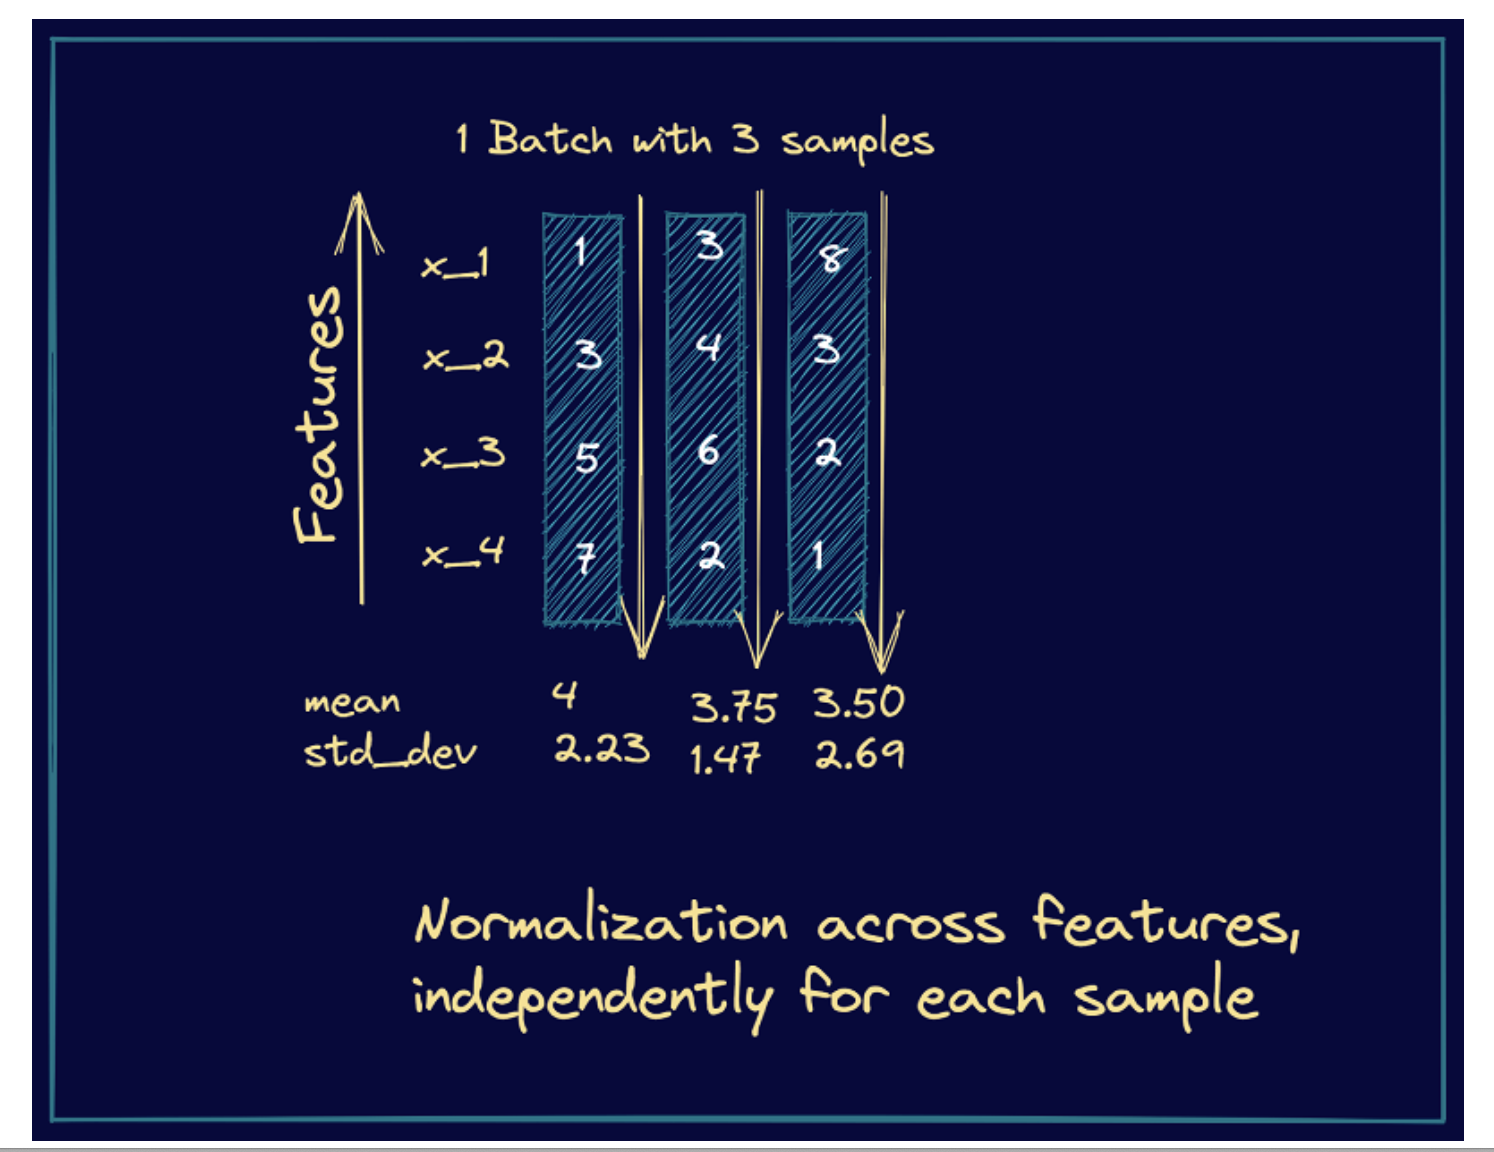 1 Batch with 3 samples
Features
x_1 1 3 8
x_2 3 4 3
x_3 5 6 2
x_4 7 2 1
mean 4 3.75 3.50
std_dev 2.23 1.47 2.69
Normalization across features,
independently for each sample